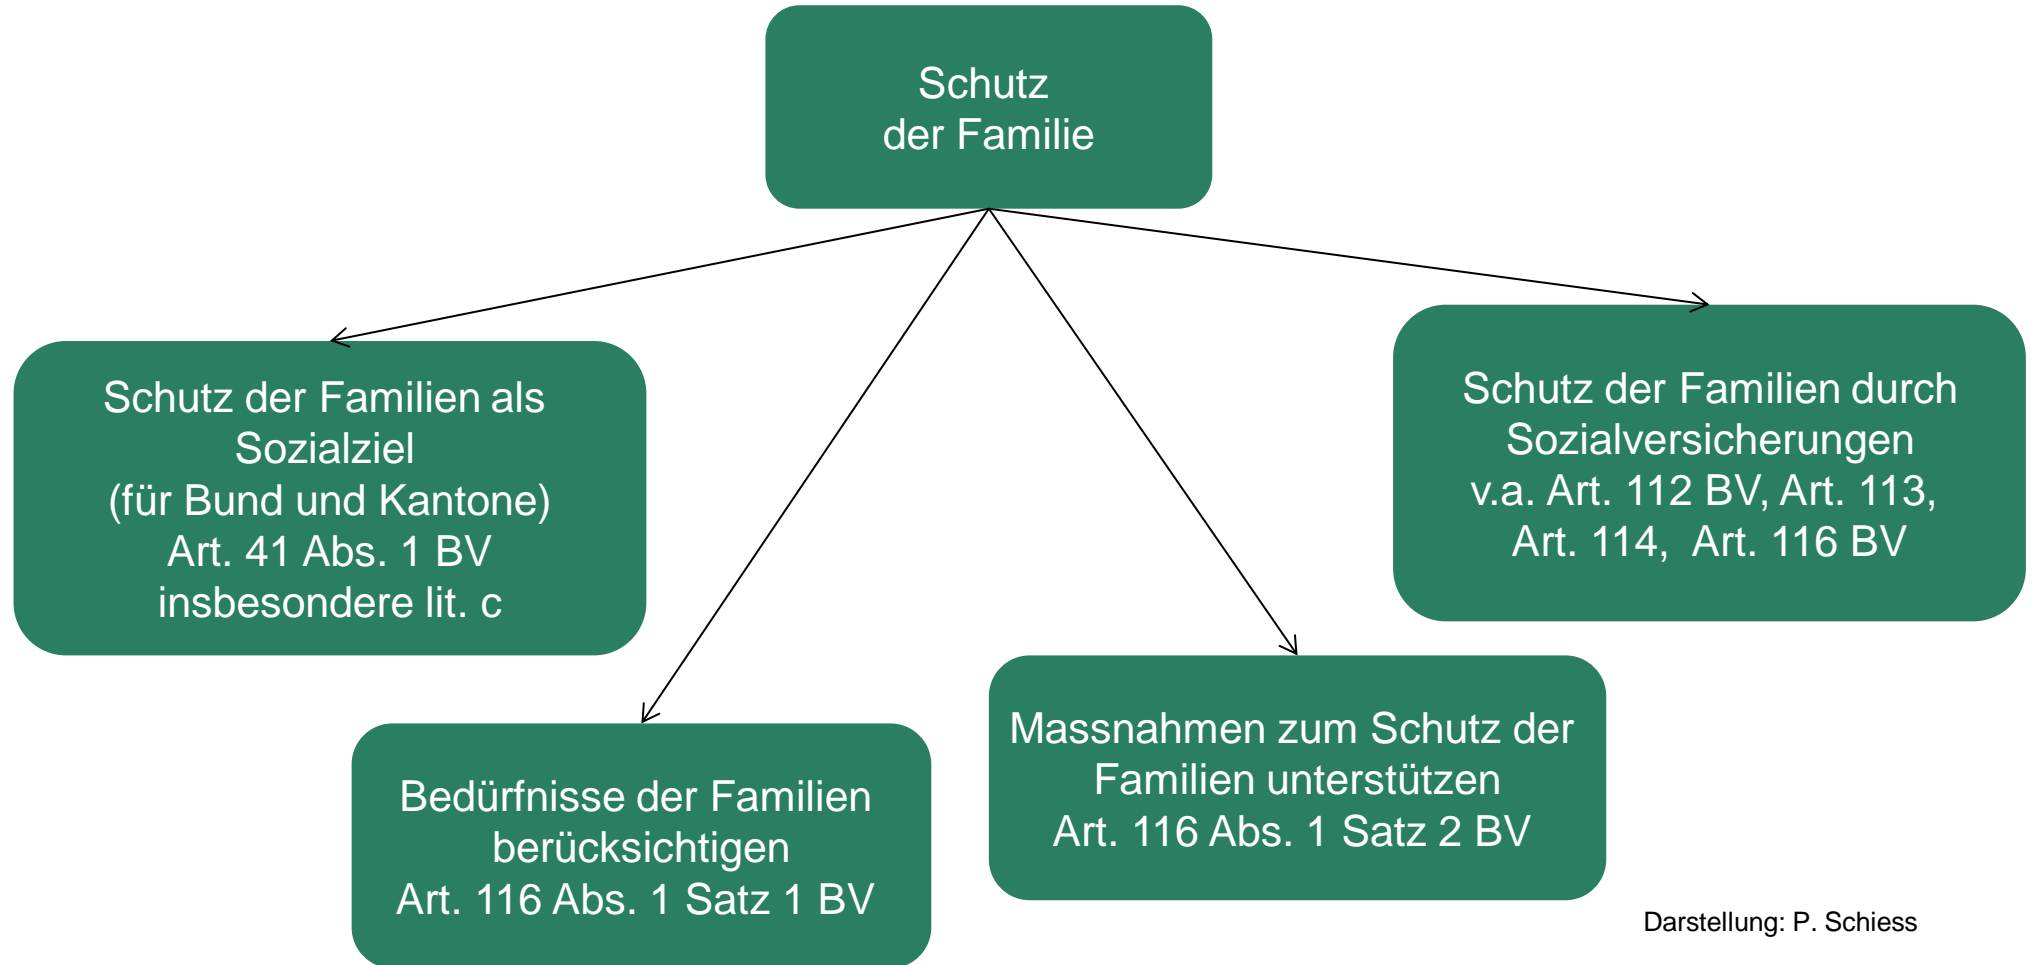 Schutz
der Familie
Schutz der Familien als
Sozialziel
(für Bund und Kantone)
Art. 41 Abs. 1 BV
insbesondere lit. c
Schutz der Familien durch
Sozialversicherungen
v.a. Art. 112 BV, Art. 113,
Art. 114, Art. 116 BV
Bedürfnisse der Familien
berücksichtigen
Art. 116 Abs. 1 Satz 1 BV
Massnahmen zum Schutz der
Familien unterstützen
Art. 116 Abs. 1 Satz 2 BV
Darstellung: P. Schiess